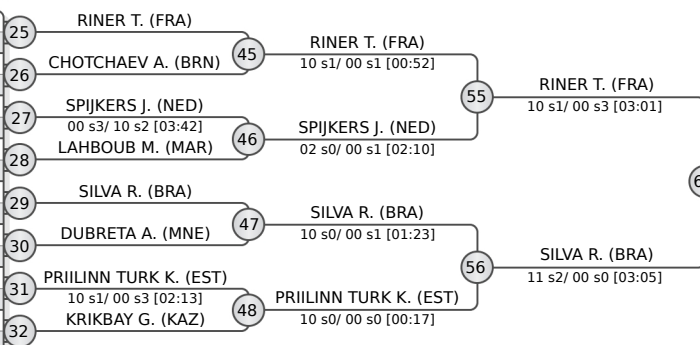 25
RINER T. (FRA)
26
CHOTCHAEV A. (BRN)
45
RINER T. (FRA)
10 s1/ 00 s1 [00:52]
27
SPIJKERS J. (NED)
00 s3/ 10 s2 [03:42]
28
LAHBOUB M. (MAR)
46
SPIJKERS J. (NED)
02 s0/ 00 s1 [02:10]
55
RINER T. (FRA)
10 s1/ 00 s3 [03:01]
29
SILVA R. (BRA)
30
DUBRETA A. (MNE)
47
SILVA R. (BRA)
10 s0/ 00 s1 [01:23]
31
PRIILINN TURK K. (EST)
10 s1/ 00 s3 [02:13]
32
KRIKBAY G. (KAZ)
48
PRIILINN TURK K. (EST)
10 s0/ 00 s0 [00:17]
56
SILVA R. (BRA)
11 s2/ 00 s0 [03:05]